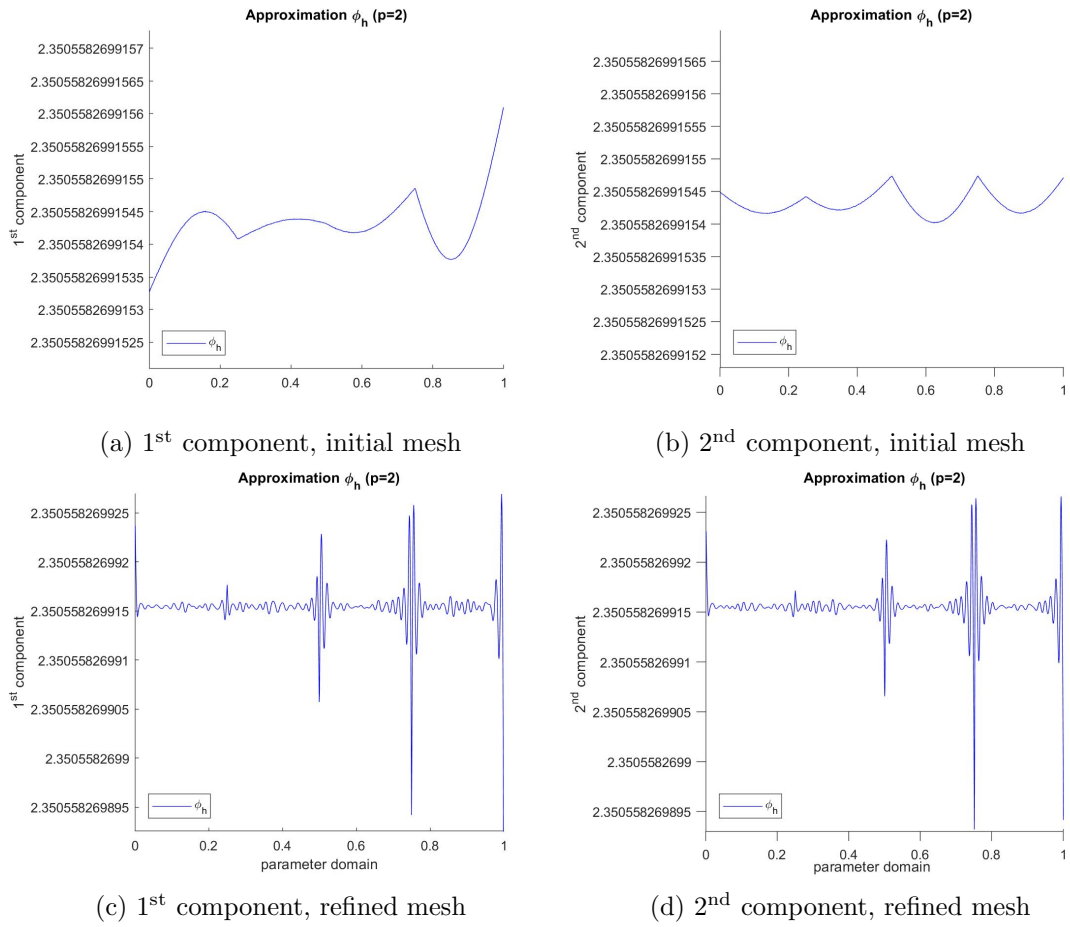 Approximation ϕh (p=2)
2.3505582699157
2.35055826991565
2.3505582699156
2.35055826991555
2.3505582699155
2.35055826991545
2.3505582699154
2.35055826991535
2.3505582699153
2.35055826991525
1st component
ϕh
0 0.2 0.4 0.6 0.8 1
(a) 1st component, initial mesh
Approximation ϕh (p=2)
2.35055826991565
2.3505582699156
2.35055826991555
2.3505582699155
2.35055826991545
2.3505582699154
2.35055826991535
2.3505582699153
2.35055826991525
2.3505582699152
2nd component
ϕh
0 0.2 0.4 0.6 0.8 1
(b) 2nd component, initial mesh
Approximation ϕh (p=2)
2.350558269925
2.35055826992
2.350558269915
2.35055826991
2.350558269905
2.3505582699
2.350558269895
1st component
ϕh
0 0.2 0.4 0.6 0.8 1
parameter domain
(c) 1st component, refined mesh
Approximation ϕh (p=2)
2.350558269925
2.35055826992
2.350558269915
2.35055826991
2.350558269905
2.3505582699
2.350558269895
2nd component
ϕh
0 0.2 0.4 0.6 0.8 1
parameter domain
(d) 2nd component, refined mesh